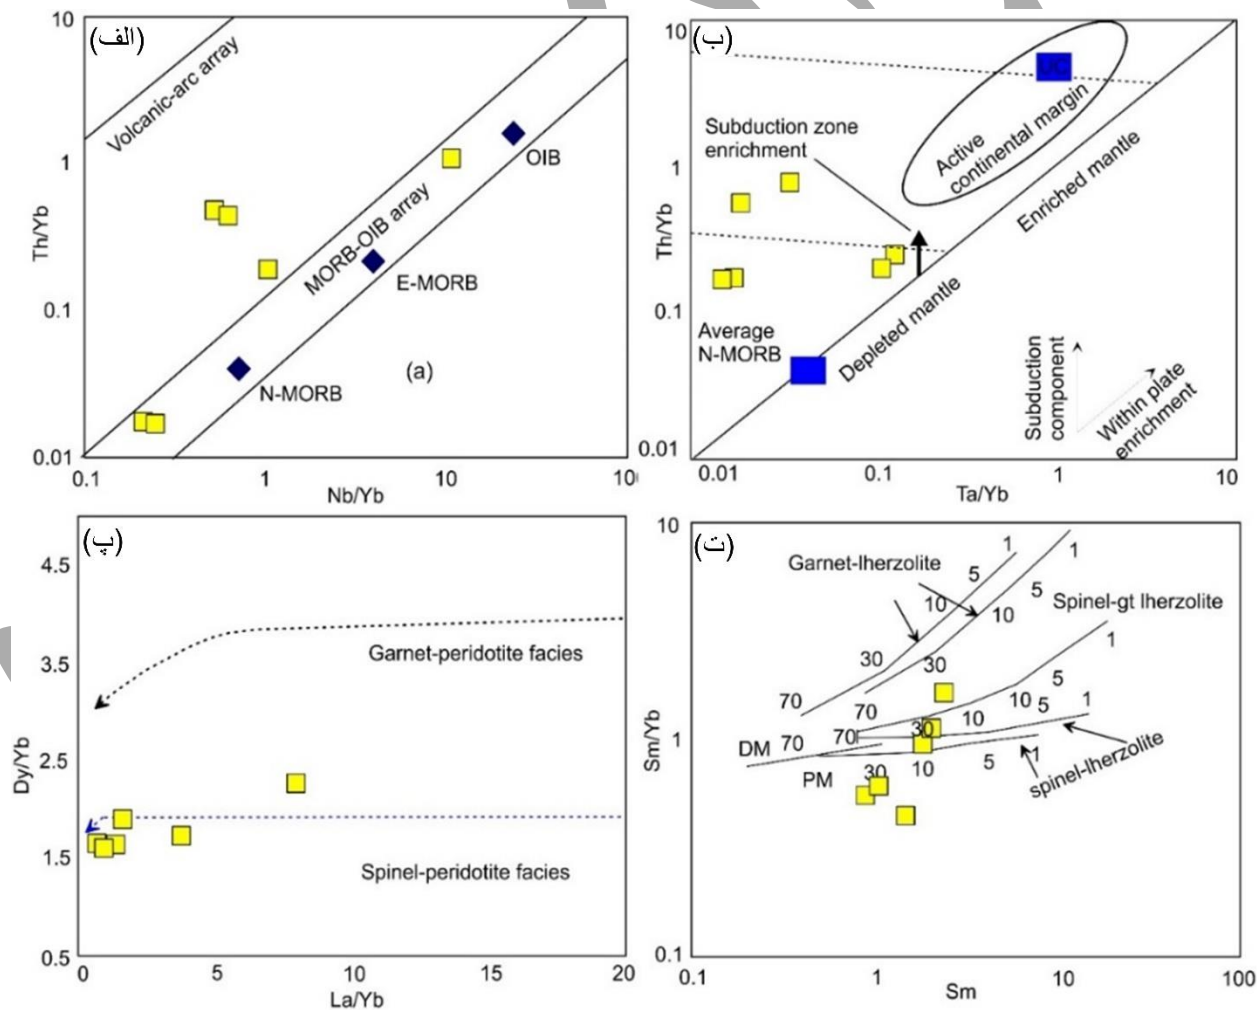 (الف)
10
1
0.1
0.01
Th/Yb
Volcanic-arc array
MORB-OIB array
OIB
E-MORB
N-MORB
(a)
0.1
1
10
10
Nb/Yb
(ب)
10
1
0.1
0.01
Th/Yb
UC
Active
continental margin
Subduction zone
enrichment
Enriched mantle
Depleted mantle
Average
N-MORB
Subduction
component
Within plate
enrichment
0.01
0.1
1
10
Ta/Yb
(پ)
4.5
3.5
2.5
1.5
0.5
Dy/Yb
Garnet-peridotite facies
Spinel-peridotite facies
0
5
10
15
20
La/Yb
(ت)
10
1
0.1
Sm/Yb
Garnet-lherzolite
1
5
10
30
70
1
5
10
30
70
Spinel-gt lherzolite
1
5
10
30
70
1
5
10
DM
70
PM
30
10
5
1
spinel-lherzolite
0.1
1
10
100
Sm